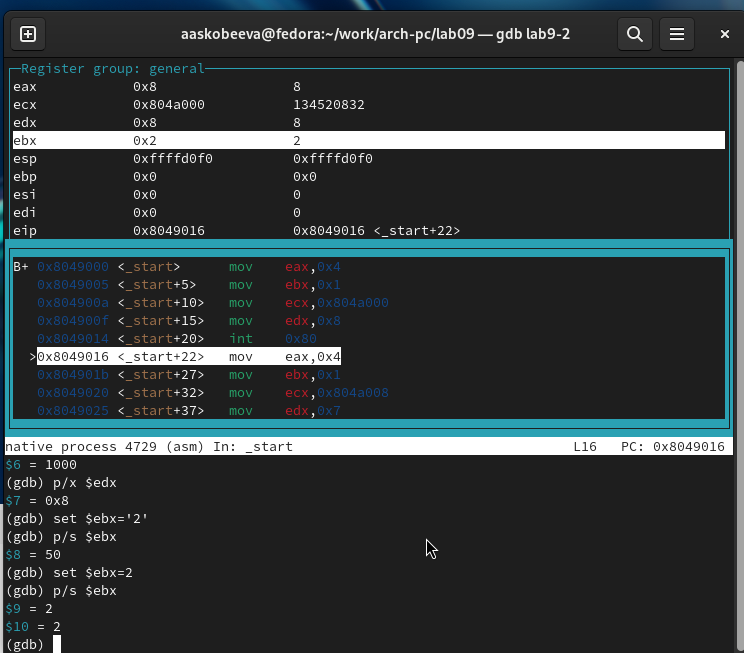 aaskobeeva@fedora:~/work/arch-pc/lab09 — gdb lab9-2
Register group: general
eax 0x8 8
ecx 0x804a000 134520832
edx 0x8 8
ebx 0x2 2
esp 0xffffd0f0 0xffffd0f0
ebp 0x0 0x0
esi 0x0 0
edi 0x0 0
eip 0x8049016 0x8049016 <_start+22>
B+ 0x8049000 <_start> mov eax,0x4
0x8049005 <_start+5> mov ebx,0x1
0x804900a <_start+10> mov ecx,0x804a000
0x804900f <_start+15> mov edx,0x8
0x8049014 <_start+20> int 0x80
>0x8049016 <_start+22> mov eax,0x4
0x804901b <_start+27> mov ebx,0x1
0x8049020 <_start+32> mov ecx,0x804a008
0x8049025 <_start+37> mov edx,0x7
native process 4729 (asm) In: _start L16 PC: 0x8049016
$6 = 1000
(gdb) p/x $edx
$7 = 0x8
(gdb) set $ebx='2'
(gdb) p/s $ebx
$8 = 50
(gdb) set $ebx=2
(gdb) p/s $ebx
$9 = 2
$10 = 2
(gdb)